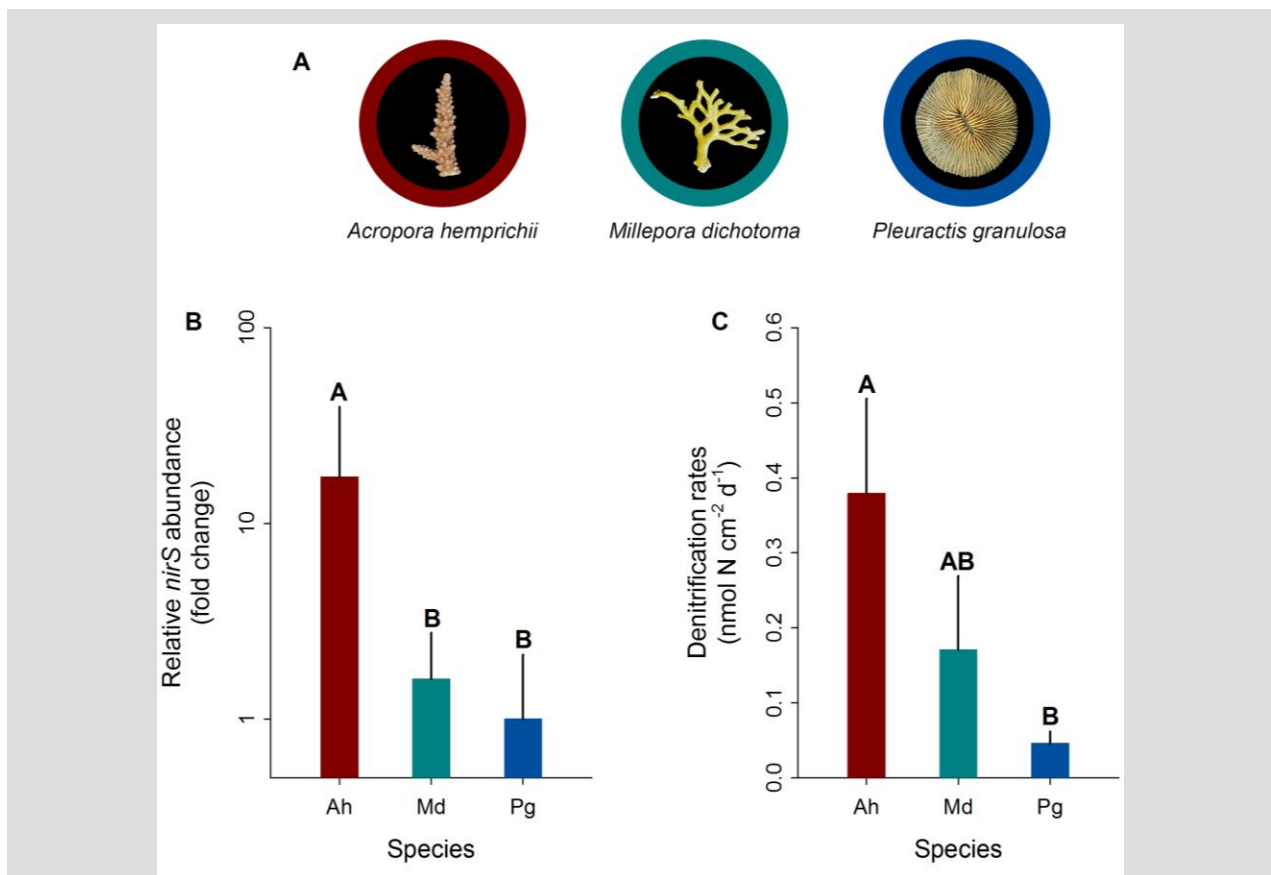 A
Acropora hemprichii
Millepora dichotoma
Pleuractis granulosa
B
Relative nirS abundance
(fold change)
100
10
1
A
B
B
Ah
Md
Pg
Species
C
Denitrification rates
(nmol N cm-2 d-1)
0.6
0.5
0.4
0.3
0.2
0.1
0.0
A
AB
B
Ah
Md
Pg
Species